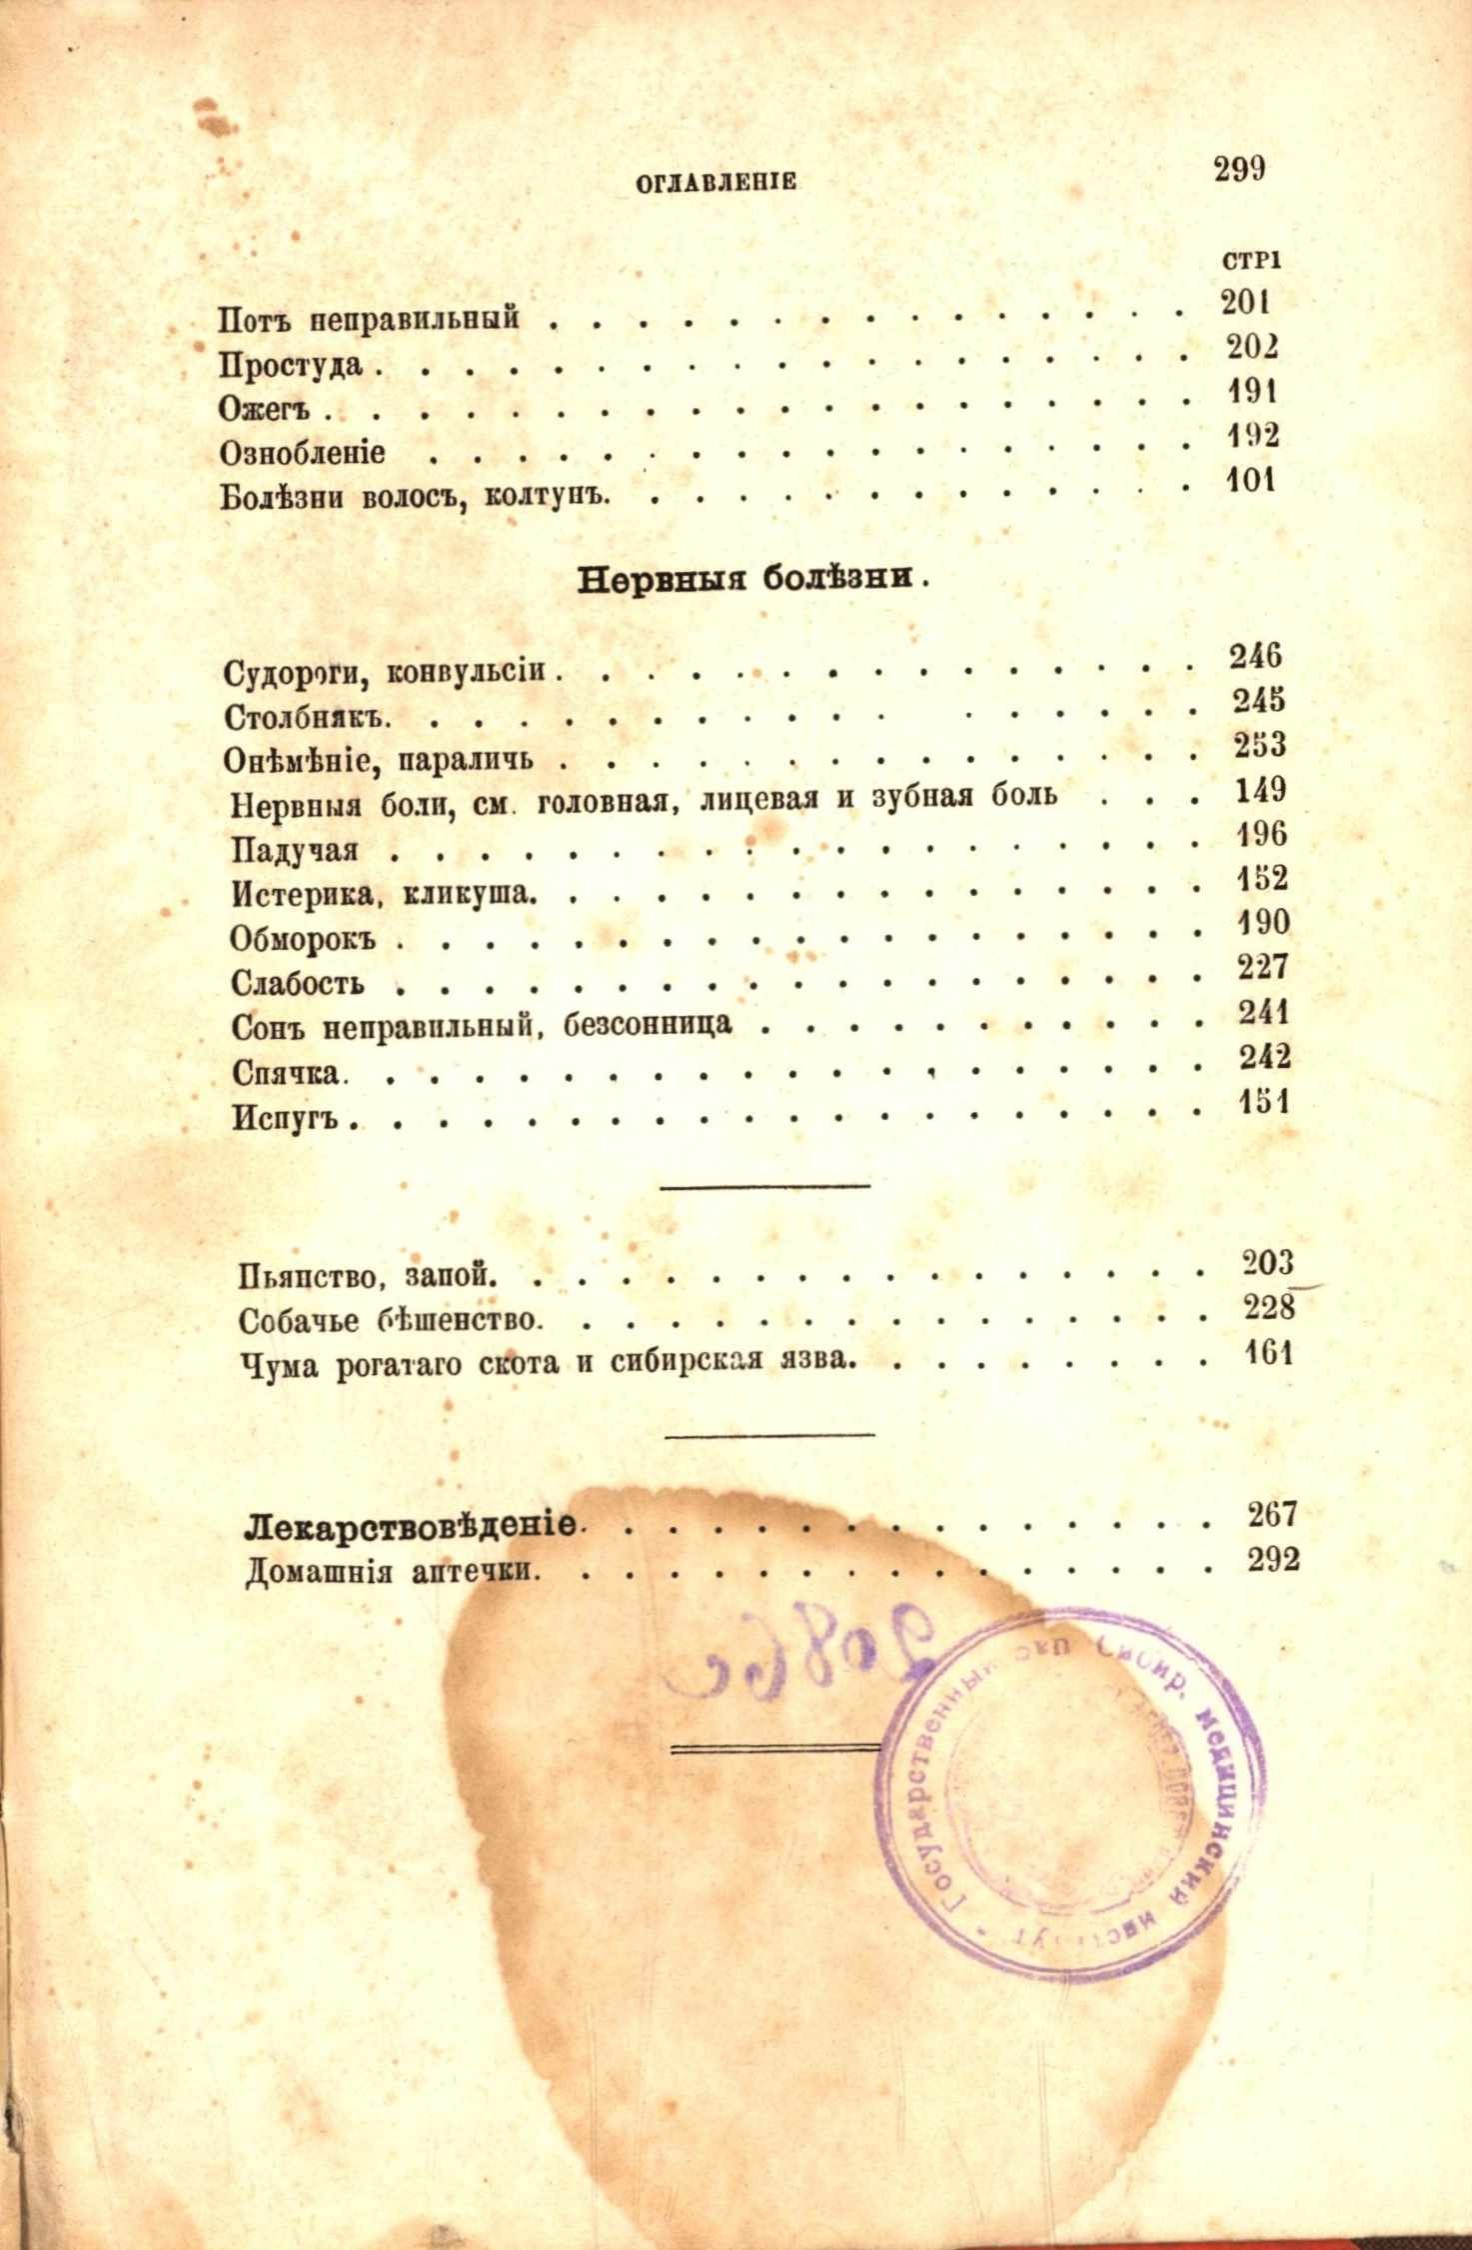 ОГЛАВЛЕНІЕ 299
СТР1
Потъ неправильный . . . . . . . . . . . . . . . 201
Простуда . . . . . . . . . . . . . . . . . . . 202
Ожегъ . . . . . . . . . . . . . . . . . . . . 191
Ознобленіе . . . . . . . . . . . . . . . . . . 192
Болѣзни волосъ, колтунъ. . . . . . . . . . . . . . 101
Нервныя болѣзни.
Судороги, конвульсіи . . . . . . . . . . . . . . . 246
Столбнякъ. . . . . . . . . . . . . . . . . . 245
Онѣмѣніе, параличь . . . . . . . . . . . . . . . 253
Нервныя боли, см. головная, лицевая и зубная боль . . . 149
Падучая . . . . . . . . . . . . . . . . . . . 196
Истерика, кликуша. . . . . . . . . . . . . . . . 152
Обморокъ . . . . . . . . . . . . . . . . . . . 190
Слабость . . . . . . . . . . . . . . . . . . . 227
Сонъ неправильный, безсонница . . . . . . . . . . . 241
Спячка. . . . . . . . . . . . . . . . . . . . 242
Испугъ . . . . . . . . . . . . . . . . . . . . 151
Пьянство, запой. . . . . . . . . . . . . . . . . 203
Собачье бѣшенство. . . . . . . . . . . . . . . . 228
Чума рогатаго скота и сибирская язва. . . . . . . . . 161
Лекарствовѣденіе. . . . . . . . . . . . . . . 267
Домашнія аптечки. . . . . . . . . . . . . . . . 292
Государственный Сибир. медицинский институт